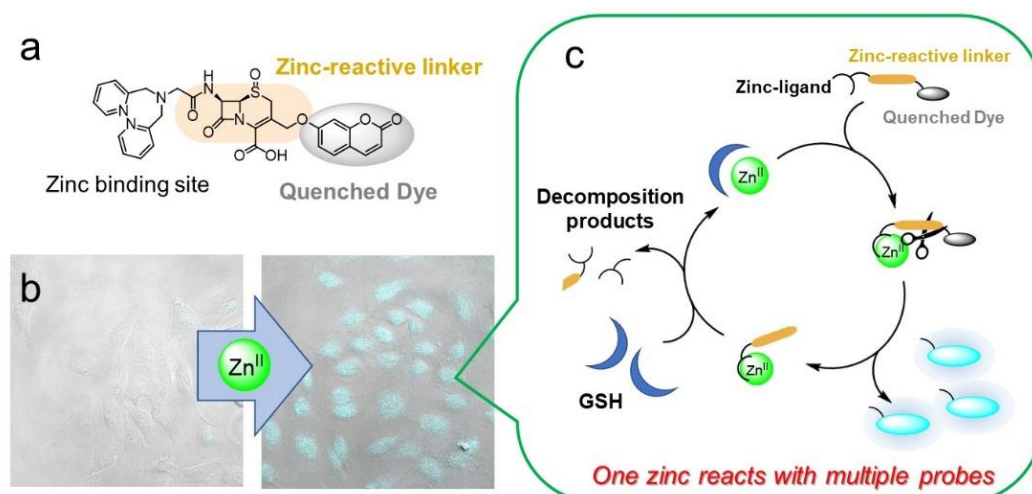 a
Zinc-reactive linker
N
N
N
O
H
N
O
S
N
O
O
OH
O
O
O
Zinc binding site
Quenched Dye
b
Zn II
c
Zinc-reactive linker
Zinc-ligand
Quenched Dye
Zn II
Decomposition
products
Zn II
Zn II
GSH
One zinc reacts with multiple probes